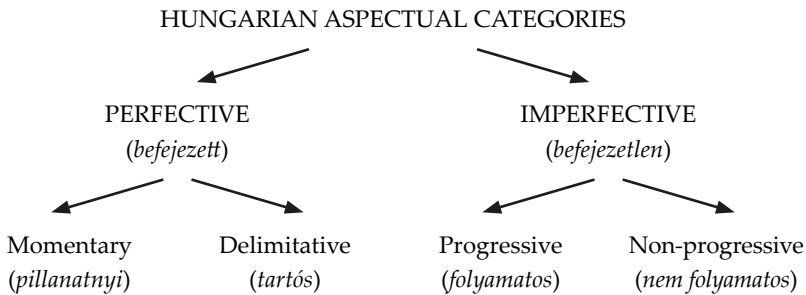 HUNGARIAN ASPECTUAL CATEGORIES
PERFECTIVE IMPERFECTIVE
(befejezett) (befejezetlen)
Momentary Delimitative Progressive Non-progressive
(pillanatnyi) (tartós) (folyamatos) (nem folyamatos)